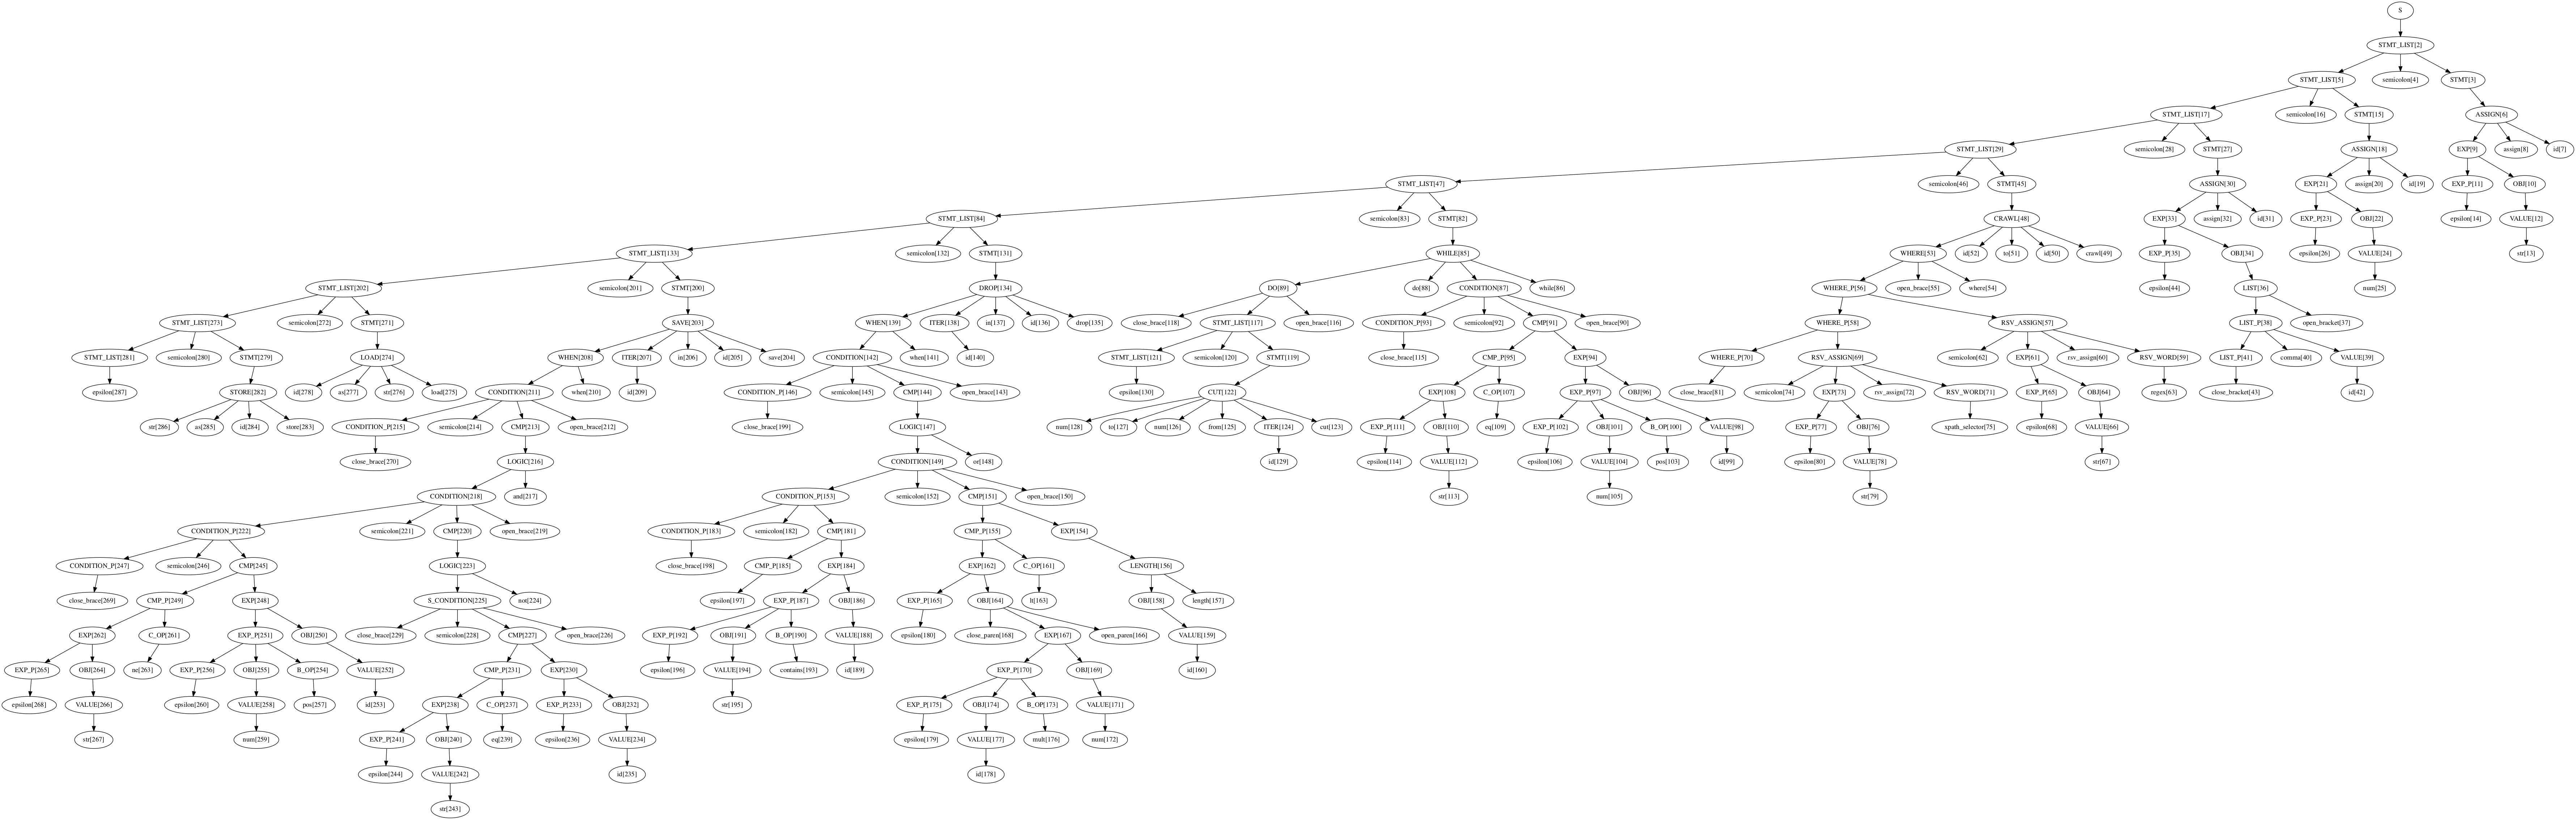 S
STMT_LIST[2]
STMT_LIST[5] semicolon[4] STMT[3]
STMT_LIST[17] semicolon[16] STMT[15] ASSIGN[6]
STMT_LIST[29] semicolon[28] STMT[27] ASSIGN[18] EXP[9] assign[8] id[7]
STMT_LIST[47] semicolon[46] STMT[45] ASSIGN[30] EXP[21] assign[20] id[19] EXP_P[11] OBJ[10]
STMT_LIST[84] semicolon[83] STMT[82] CRAWL[48] EXP[33] assign[32] id[31] EXP_P[23] OBJ[22] epsilon[14] VALUE[12]
STMT_LIST[133] semicolon[132] STMT[131] WHILE[85] WHERE[53] id[52] to[51] id[50] crawl[49] EXP_P[35] OBJ[34] epsilon[26] VALUE[24] str[13]
STMT_LIST[202] semicolon[201] STMT[200] DROP[134] DO[89] do[88] CONDITION[87] while[86] WHERE_P[56] open_brace[55] where[54] epsilon[44] LIST[36] num[25]
STMT_LIST[273] semicolon[272] STMT[271] SAVE[203] WHEN[139] ITER[138] in[137] id[136] drop[135] close_brace[118] STMT_LIST[117] open_brace[116] CONDITION_P[93] semicolon[92] CMP[91] open_brace[90] WHERE_P[58] RSV_ASSIGN[57] LIST_P[38] open_bracket[37]
STMT_LIST[281] semicolon[280] STMT[279] LOAD[274] WHEN[208] ITER[207] in[206] id[205] save[204] CONDITION[142] when[141] id[140] STMT_LIST[121] semicolon[120] STMT[119] close_brace[115] CMP_P[95] EXP[94] WHERE_P[70] RSV_ASSIGN[69] semicolon[62] EXP[61] rsv_assign[60] RSV_WORD[59] LIST_P[41] comma[40] VALUE[39]
epsilon[287] STORE[282] id[278] as[277] str[276] load[275] CONDITION[211] when[210] id[209] CONDITION_P[146] semicolon[145] CMP[144] open_brace[143] epsilon[130] CUT[122] EXP[108] C_OP[107] EXP_P[97] OBJ[96] close_brace[81] semicolon[74] EXP[73] rsv_assign[72] RSV_WORD[71] EXP_P[65] OBJ[64] regex[63] close_bracket[43] id[42]
str[286] as[285] id[284] store[283] CONDITION_P[215] semicolon[214] CMP[213] open_brace[212] close_brace[199] LOGIC[147] num[128] to[127] num[126] from[125] ITER[124] cut[123] EXP_P[111] OBJ[110] eq[109] EXP_P[102] OBJ[101] B_OP[100] VALUE[98] EXP_P[77] OBJ[76] xpath_selector[75] epsilon[68] VALUE[66]
close_brace[270] LOGIC[216] CONDITION[149] or[148] id[129] epsilon[114] VALUE[112] epsilon[106] VALUE[104] pos[103] id[99] epsilon[80] VALUE[78] str[67]
CONDITION[218] and[217] CONDITION_P[153] semicolon[152] CMP[151] open_brace[150] str[113] num[105] str[79]
CONDITION_P[222] semicolon[221] CMP[220] open_brace[219] CONDITION_P[183] semicolon[182] CMP[181] CMP_P[155] EXP[154]
CONDITION_P[247] semicolon[246] CMP[245] LOGIC[223] close_brace[198] CMP_P[185] EXP[184] EXP[162] C_OP[161] LENGTH[156]
close_brace[269] CMP_P[249] EXP[248] S_CONDITION[225] not[224] epsilon[197] EXP_P[187] OBJ[186] EXP_P[165] OBJ[164] lt[163] OBJ[158] length[157]
EXP[262] C_OP[261] EXP_P[251] OBJ[250] close_brace[229] semicolon[228] CMP[227] open_brace[226] EXP_P[192] OBJ[191] B_OP[190] VALUE[188] epsilon[180] close_paren[168] EXP[167] open_paren[166] VALUE[159]
EXP_P[265] OBJ[264] ne[263] EXP_P[256] OBJ[255] B_OP[254] VALUE[252] CMP_P[231] EXP[230] epsilon[196] VALUE[194] contains[193] id[189] EXP_P[170] OBJ[169] id[160]
epsilon[268] VALUE[266] epsilon[260] VALUE[258] pos[257] id[253] EXP[238] C_OP[237] EXP_P[233] OBJ[232] str[195] EXP_P[175] OBJ[174] B_OP[173] VALUE[171]
str[267] num[259] EXP_P[241] OBJ[240] eq[239] epsilon[236] VALUE[234] epsilon[179] VALUE[177] mult[176] num[172]
epsilon[244] VALUE[242] id[235] id[178]
str[243]